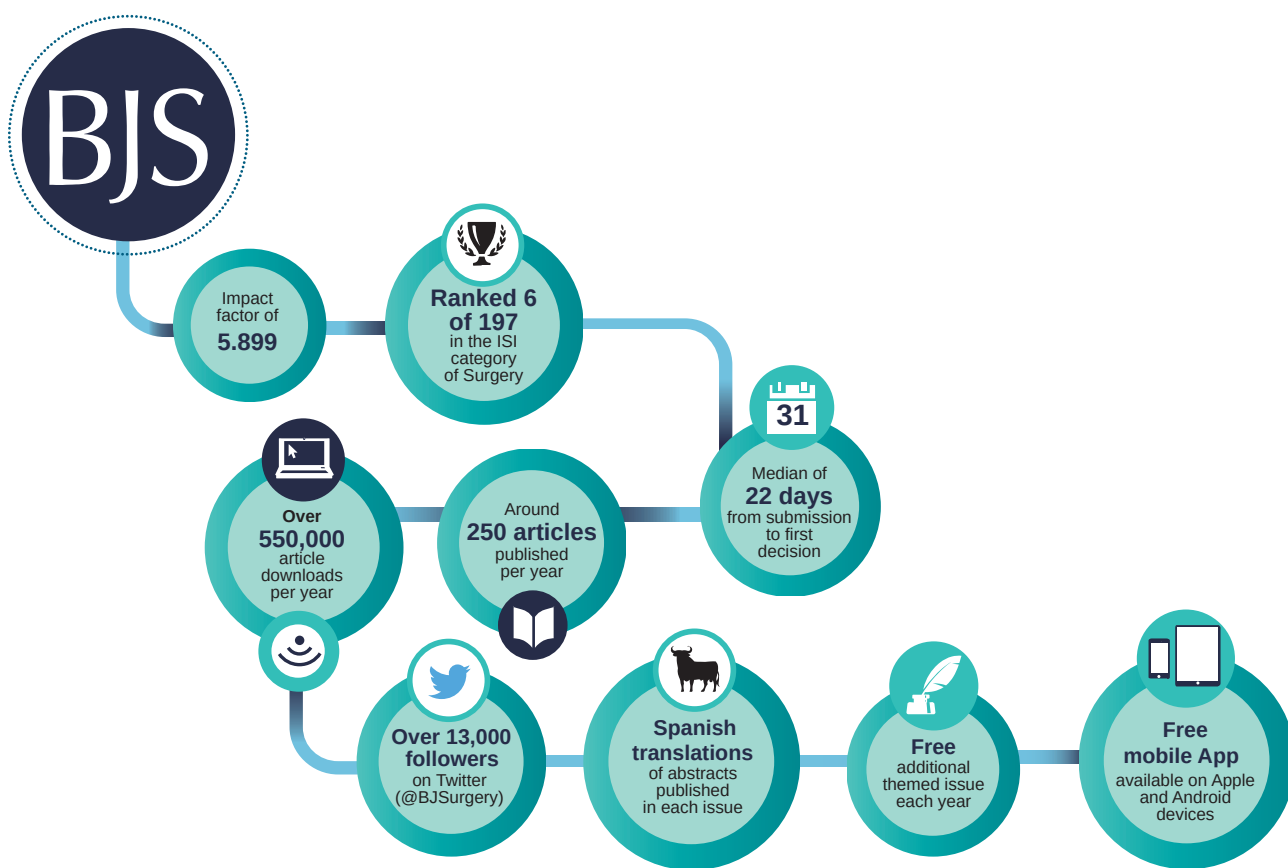 BJS
Impact
factor of
5.899
Ranked 6
of 197
in the ISI
category
of Surgery
31
Median of
22 days
from submission
to first
decision
Around
250 articles
published
per year
Over
550,000
article
downloads
per year
Over 13,000
followers
on Twitter
(@BJSurgery)
Spanish
translations
of abstracts
published
in each issue
Free
additional
themed issue
each year
Free
mobile App
available on Apple
and Android
devices